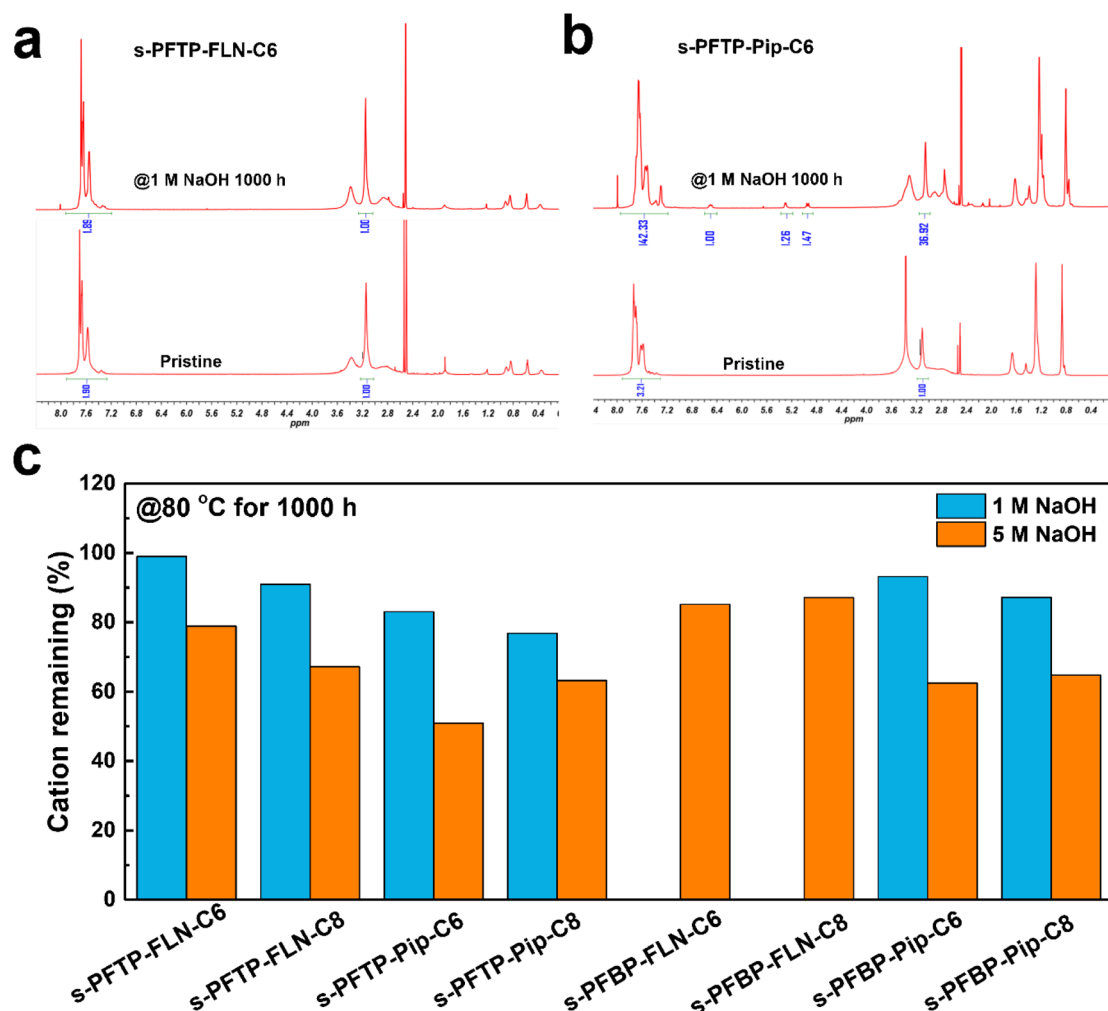 a
s-PFTP-FLN-C6
@1 M NaOH 1000 h
1.89
1.00
Pristine
1.90
1.00
8.0 7.6 7.2 6.8 6.4 6.0 5.6 5.2 4.8 4.4 4.0 3.6 3.2 2.8 2.4 2.0 1.6 1.2 0.8 0.4
ppm
b
s-PFTP-Pip-C6
@1 M NaOH 1000 h
142.33
1.00
1.26
1.47
36.92
Pristine
3.21
1.00
4 8.0 7.6 7.2 6.8 6.4 6.0 5.6 5.2 4.8 4.4 4.0 3.6 3.2 2.8 2.4 2.0 1.6 1.2 0.8
ppm
c
@80 °C for 1000 h
1 M NaOH
5 M NaOH
Cation remaining (%)
120
100
80
60
40
20
0
s-PFTP-FLN-C6
s-PFTP-FLN-C8
s-PFTP-Pip-C6
s-PFTP-Pip-C8
s-PFBP-FLN-C6
s-PFBP-FLN-C8
s-PFBP-Pip-C6
s-PFBP-Pip-C8